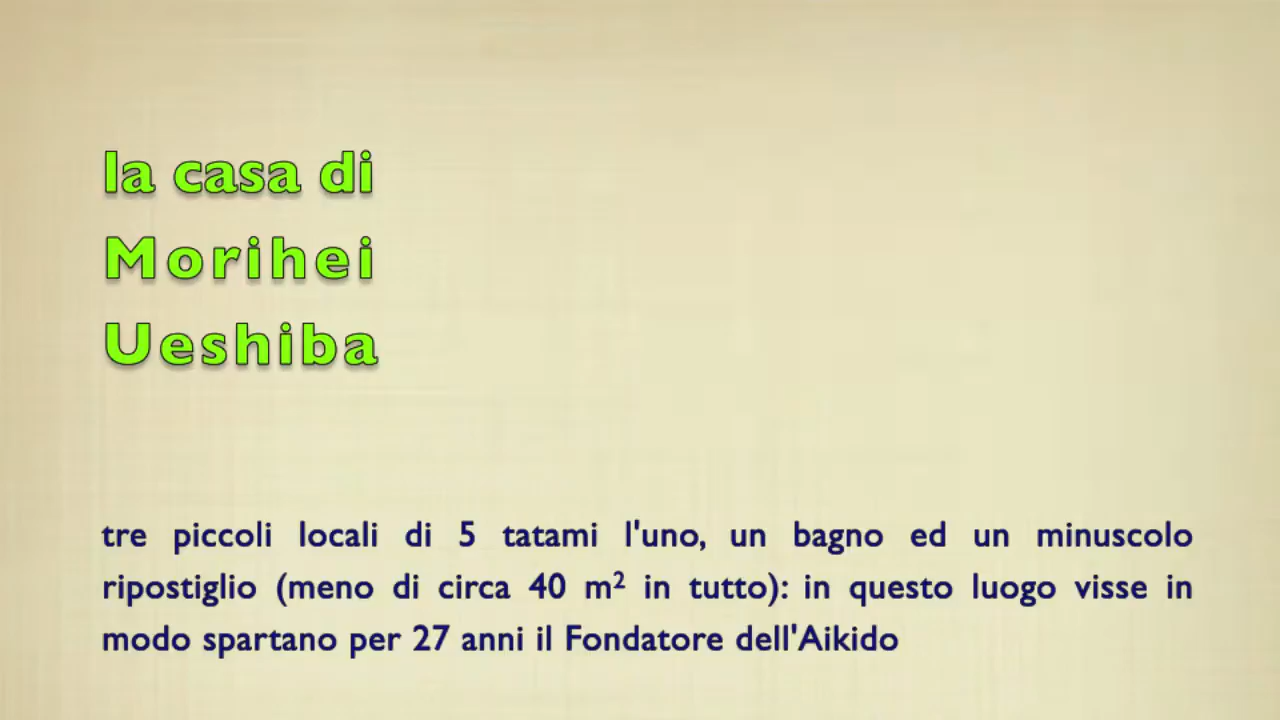 la casa di
Morihei
Ueshiba
tre piccoli locali di 5 tatami l'uno, un bagno ed un minuscolo
ripostiglio (meno di circa 40 m² in tutto): in questo luogo visse in
modo spartano per 27 anni il Fondatore dell'Aikido